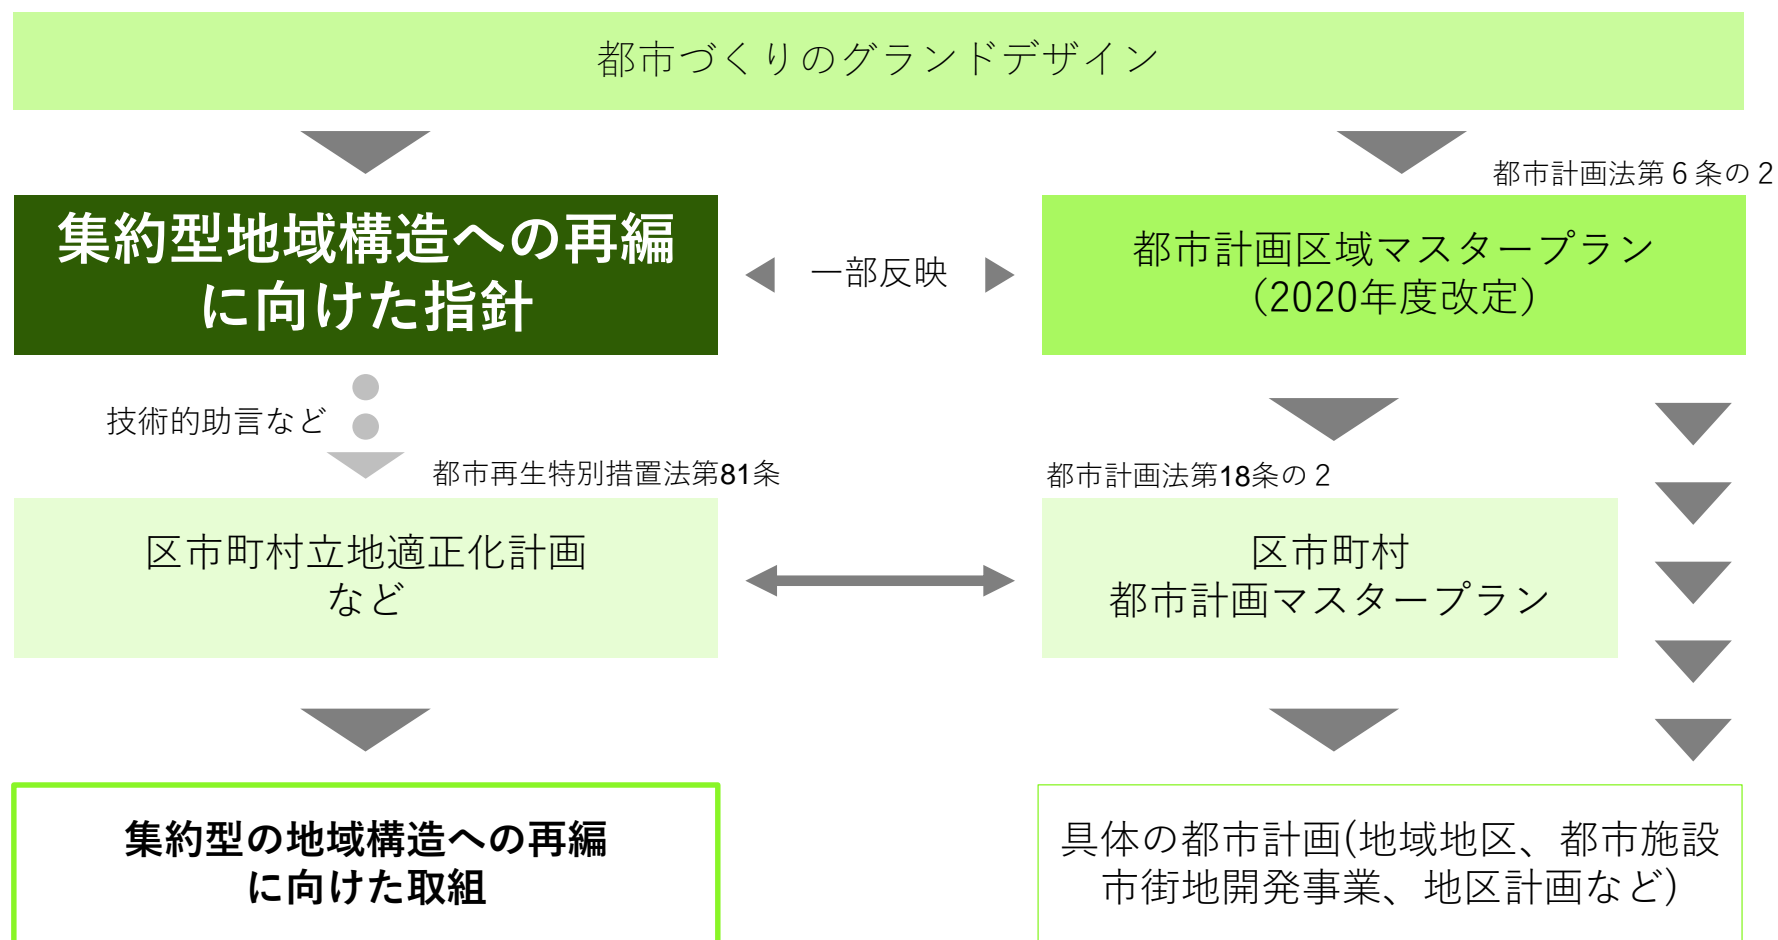 都市づくりのグランドデザイン
都市計画法第６条の２
集約型地域構造への再編
に向けた指針
一部反映
都市計画区域マスタープラン
(2020年度改定)
技術的助言など
都市再生特別措置法第81条
都市計画法第18条の２
区市町村立地適正化計画
など
区市町村
都市計画マスタープラン
集約型の地域構造への再編
に向けた取組
具体の都市計画(地域地区、都市施設
市街地開発事業、地区計画など)